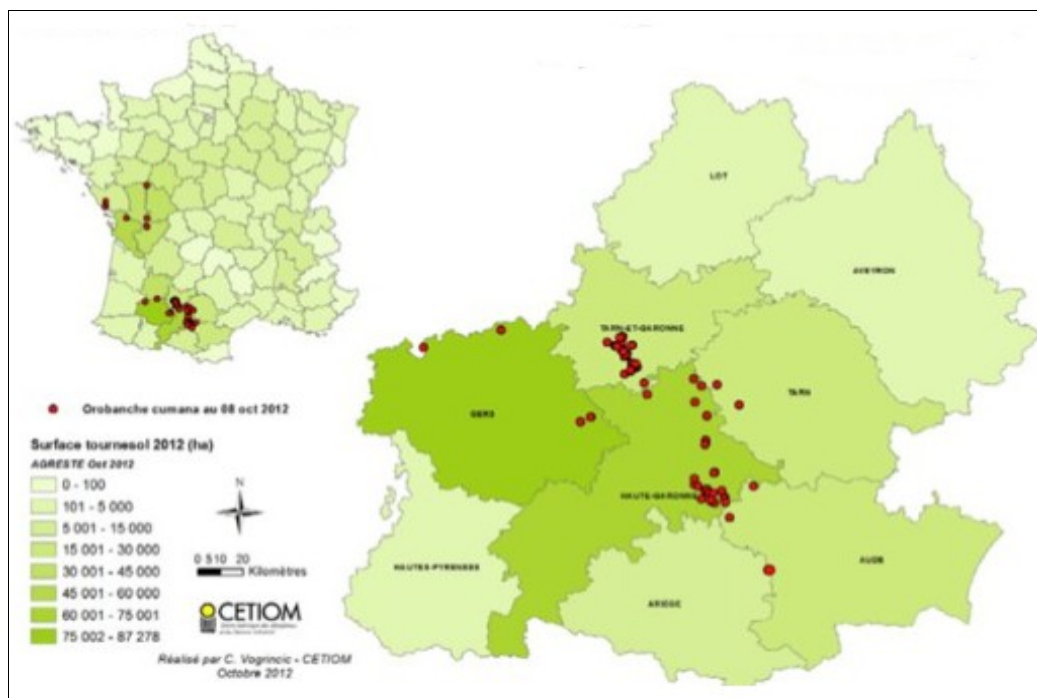 Orobanche cumana au 08 oct 2012
Surface tournesol 2012 (ha)
AGRESTE Oct 2012
0 - 100
101 - 5 000
5 001 - 15 000
15 001 - 30 000
30 001 - 45 000
45 001 - 60 000
60 001 - 75 001
75 002 - 87 278
N
0 5 10 20
Kilomètres
CETIOM
Réalisé par C. Vogrincic - CETIOM
Octobre 2012
LOT
AVEYRON
TARN-ET-GARONNE
TARN
GERS
HAUTE-GARONNE
HAUTES-PYRENEES
ARIEGE
AUDE